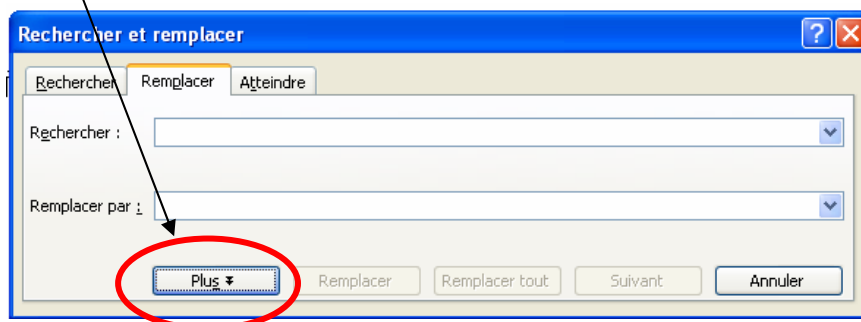 Rechercher et remplacer
Rechercher Remplacer Atteindre
Rechercher :
Remplacer par :
Plus Remplacer Remplacer tout Suivant Annuler